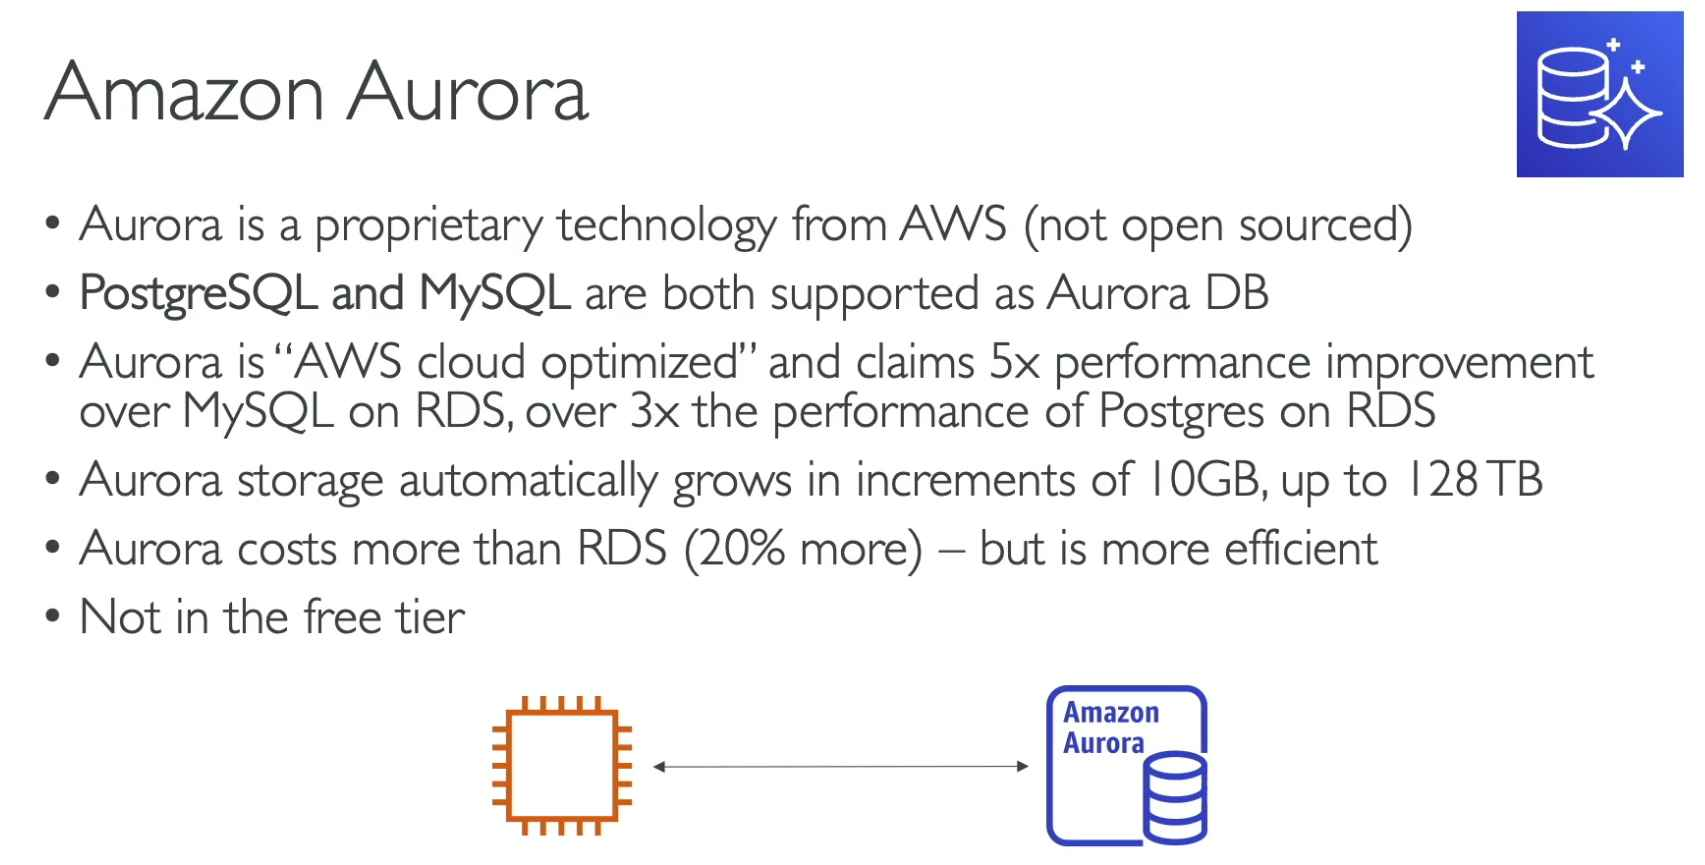 Amazon Aurora
• Aurora is a proprietary technology from AWS (not open sourced)
• PostgreSQL and MySQL are both supported as Aurora DB
• Aurora is “AWS cloud optimized” and claims 5x performance improvement
over MySQL on RDS, over 3x the performance of Postgres on RDS
• Aurora storage automatically grows in increments of 10GB, up to 128 TB
• Aurora costs more than RDS (20% more) – but is more efficient
• Not in the free tier
Amazon
Aurora